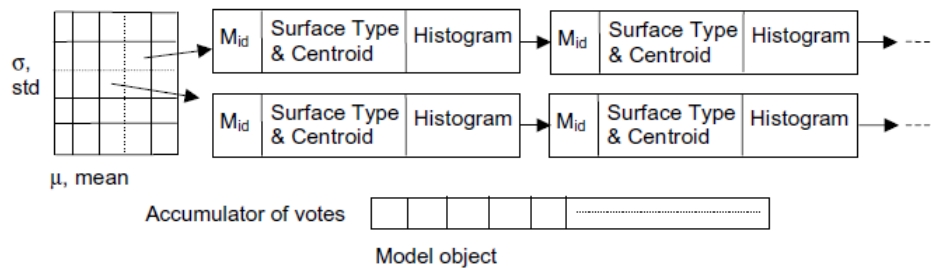 σ, std
μ, mean
M_id Surface Type & Centroid Histogram
M_id Surface Type & Centroid Histogram
M_id Surface Type & Centroid Histogram
M_id Surface Type & Centroid Histogram
Accumulator of votes
Model object